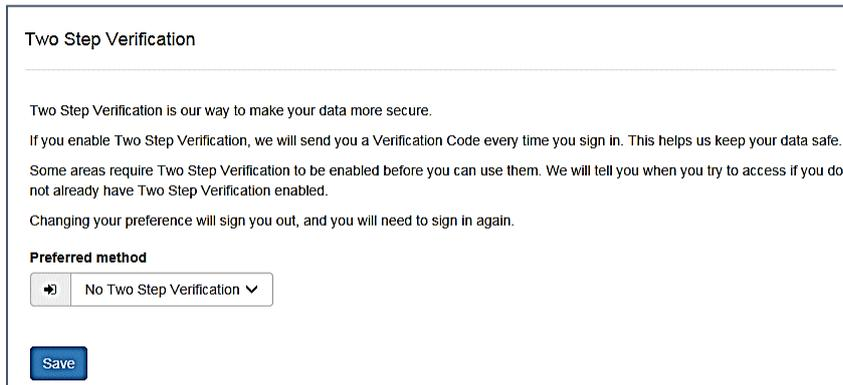 Two Step Verification
Two Step Verification is our way to make your data more secure.
If you enable Two Step Verification, we will send you a Verification Code every time you sign in. This helps us keep your data safe.
Some areas require Two Step Verification to be enabled before you can use them. We will tell you when you try to access if you do
not already have Two Step Verification enabled.
Changing your preference will sign you out, and you will need to sign in again.
Preferred method
No Two Step Verification
Save